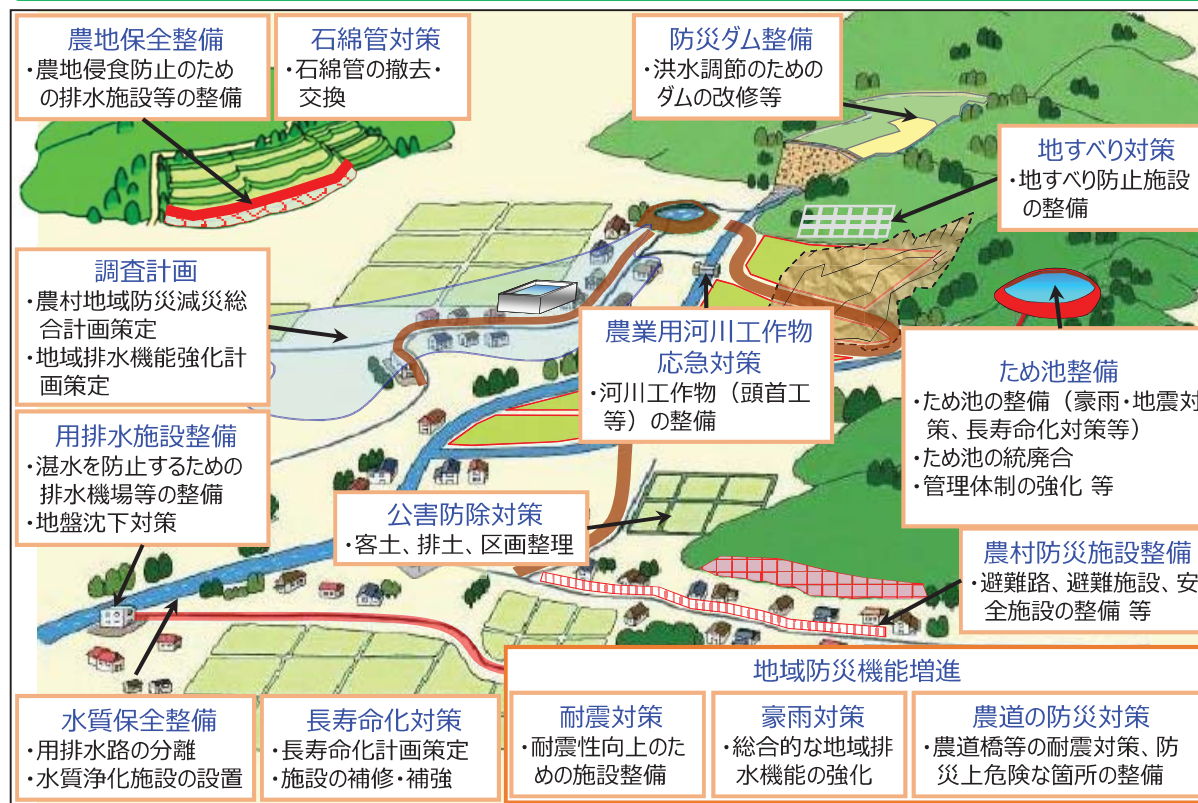 農地保全整備
・農地侵食防止のため
の排水施設等の整備
石綿管対策
・石綿管の撤去・
交換
防災ダム整備
・洪水調節のための
ダムの改修等
地すべり対策
・地すべり防止施設
の整備
調査計画
・農村地域防災減災総
合計画策定
・地域排水機能強化計
画策定
農業用河川工作物
応急対策
・河川工作物（頭首工
等）の整備
ため池整備
・ため池の整備（豪雨・地震対
策、長寿命化対策等）
・ため池の統廃合
・管理体制の強化 等
用排水施設整備
・湛水を防止するための
排水機場等の整備
・地盤沈下対策
公害防除対策
・客土、排土、区画整理
農村防災施設整備
・避難路、避難施設、安
全施設の整備 等
水質保全整備
・用排水路の分離
・水質浄化施設の設置
長寿命化対策
・長寿命化計画策定
・施設の補修・補強
地域防災機能増進
耐震対策
・耐震性向上のた
めの施設整備
豪雨対策
・総合的な地域排
水機能の強化
農道の防災対策
・農道橋等の耐震対策、防
災上危険な箇所の整備